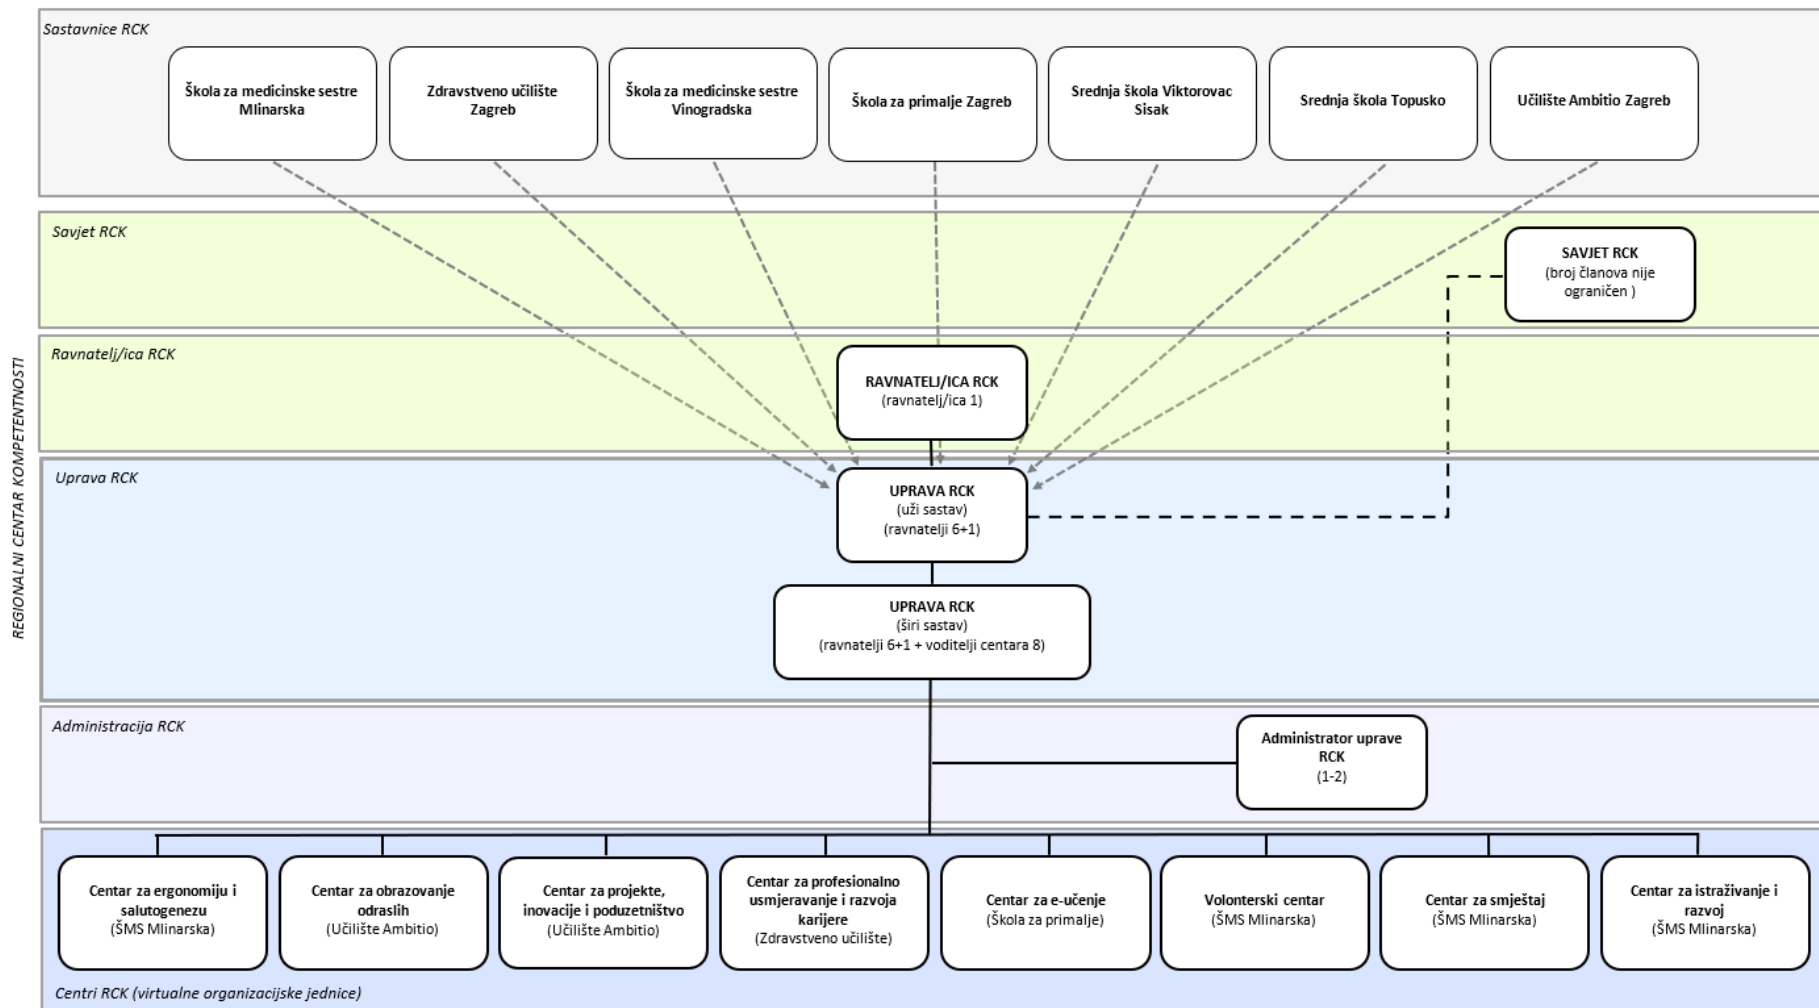 Sastavnice RCK
Škola za medicinske sestre
Mlinarska
Zdravstveno učilište
Zagreb
Škola za medicinske sestre
Vinogradska
Škola za primalje Zagreb
Srednja škola Viktorovac
Sisak
Srednja škola Topusko
Učilište Ambitio Zagreb
Savjet RCK
SAVJET RCK
(broj članova nije
ograničen )
REGIONALNI CENTAR KOMPETENTNOSTI
Ravnatelj/ica RCK
RAVNATELJ/ICA RCK
(ravnatelj/ica 1)
Uprava RCK
UPRAVA RCK
(uži sastav)
(ravnatelji 6+1)
UPRAVA RCK
(širi sastav)
(ravnatelji 6+1 + voditelji centara 8)
Administracija RCK
Administrator uprave
RCK
(1-2)
Centar za ergonomiju i
salutogenezu
(ŠMS Mlinarska)
Centar za obrazovanje
odraslih
(Učilište Ambitio)
Centar za projekte,
inovacije i poduzetništvo
(Učilište Ambitio)
Centar za profesionalno
usmjeravanje i razvoja
karijere
(Zdravstveno učilište)
Centar za e-učenje
(Škola za primalje)
Volonterski centar
(ŠMS Mlinarska)
Centar za smještaj
(ŠMS Mlinarska)
Centar za istraživanje i
razvoj
(ŠMS Mlinarska)
Centri RCK (virtualne organizacijske jednice)